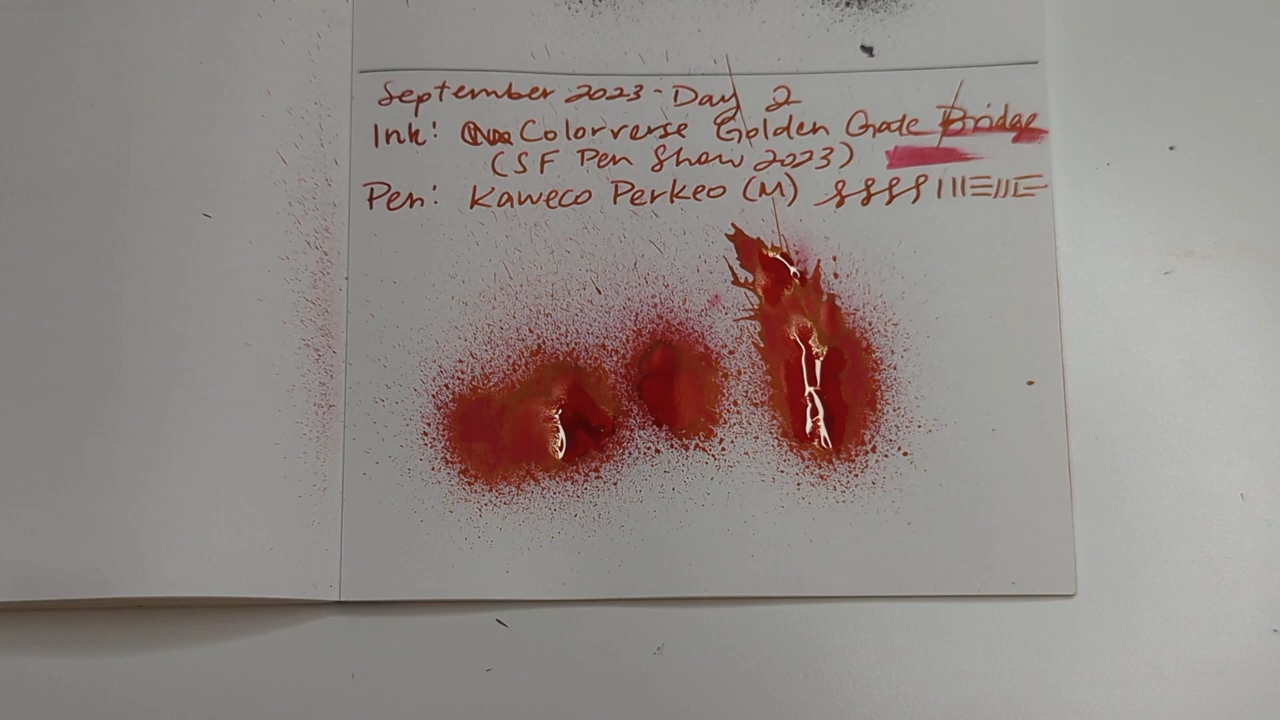 September 2023 - Day 2
Ink: Colorverse Golden Gate Bridge
(SF Pen Show 2023)
Pen: Kaweco Perkeo (M)